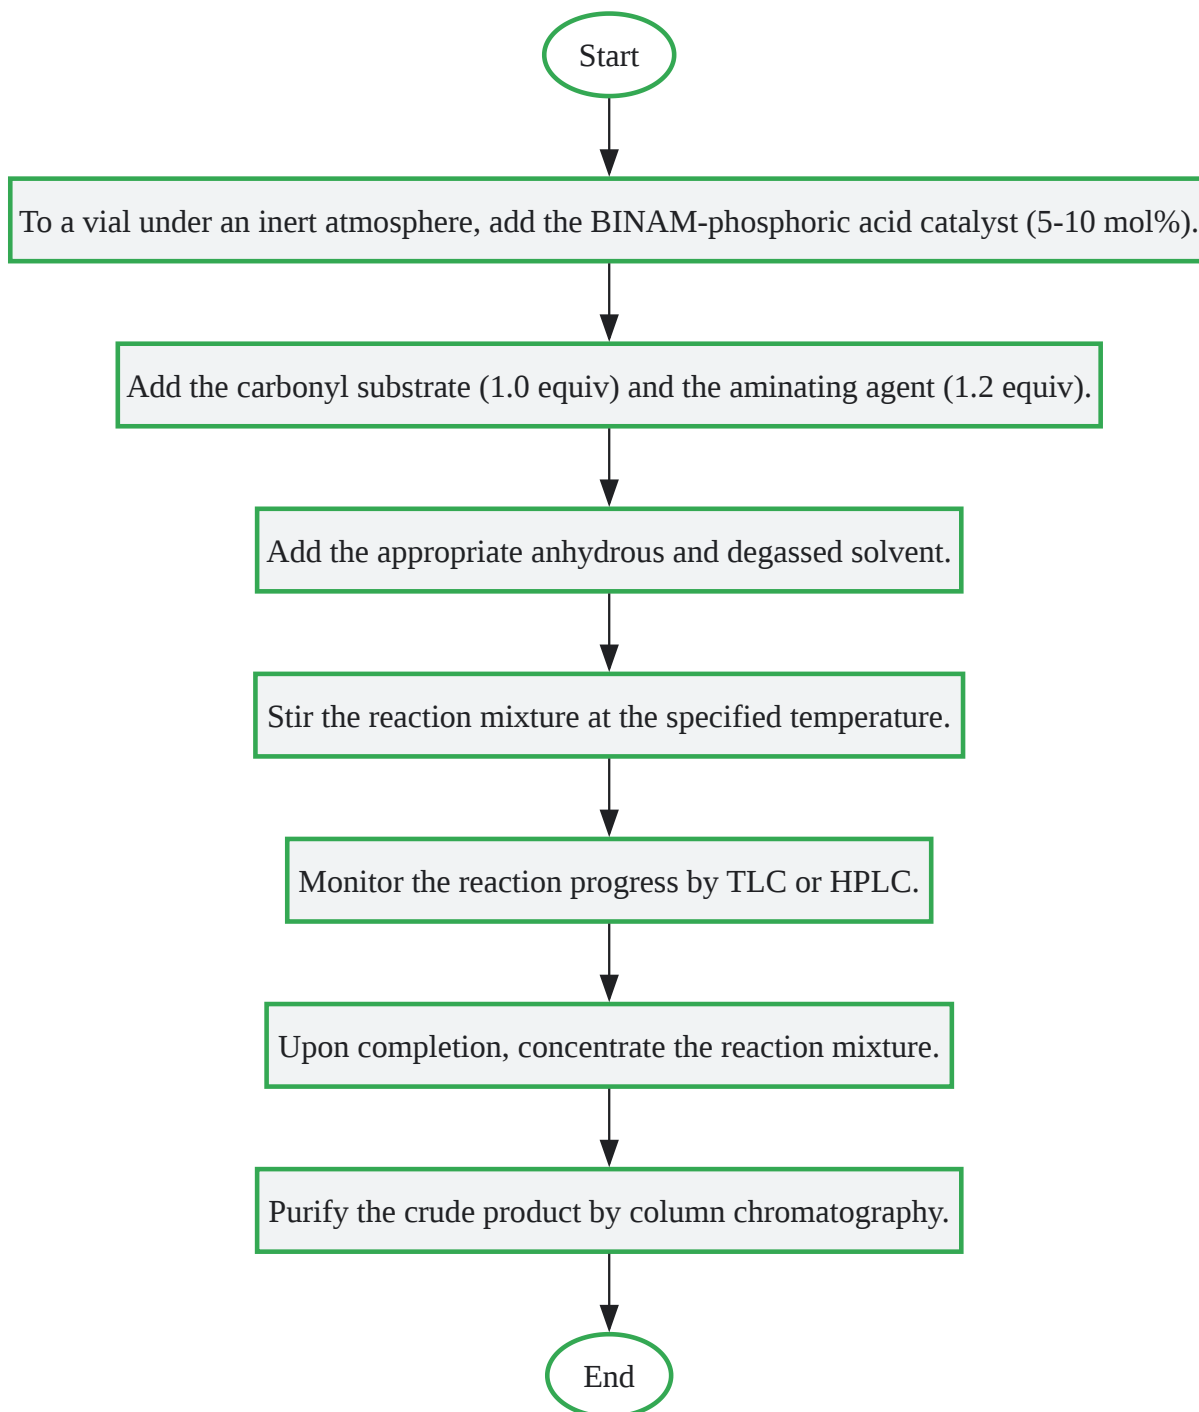 Start
To a vial under an inert atmosphere, add the BINAM-phosphoric acid catalyst (5-10 mol%).
Add the carbonyl substrate (1.0 equiv) and the aminating agent (1.2 equiv).
Add the appropriate anhydrous and degassed solvent.
Stir the reaction mixture at the specified temperature.
Monitor the reaction progress by TLC or HPLC.
Upon completion, concentrate the reaction mixture.
Purify the crude product by column chromatography.
End